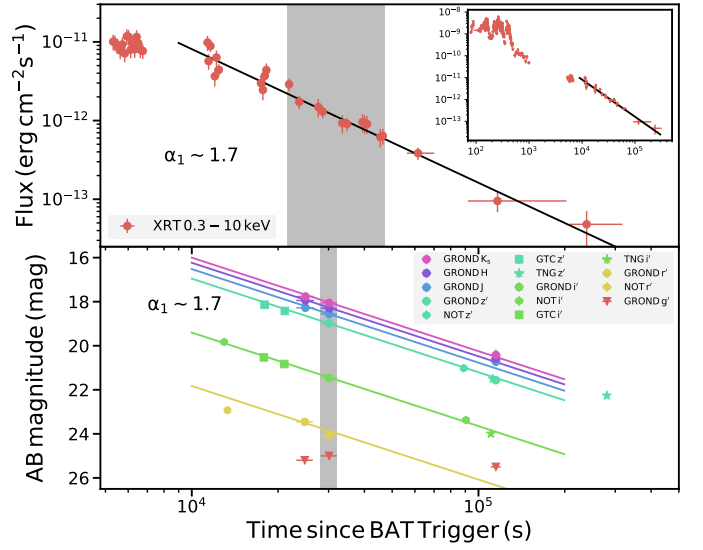 10⁻¹¹
10⁻¹²
10⁻¹³
Flux (erg cm⁻² s⁻¹)
α₁ ~ 1.7
XRT 0.3 − 10 keV
10⁻⁸
10⁻⁹
10⁻¹⁰
10⁻¹¹
10⁻¹²
10⁻¹³
10² 10³ 10⁴ 10⁵
16
18
20
22
24
26
AB magnitude (mag)
α₁ ~ 1.7
GROND Kₛ GTC z′ TNG i′
GROND H TNG z′ GROND r′
GROND J GROND i′ NOT r′
GROND z′ NOT i′ GROND g′
NOT z′ GTC i′
10⁴ 10⁵
Time since BAT Trigger (s)